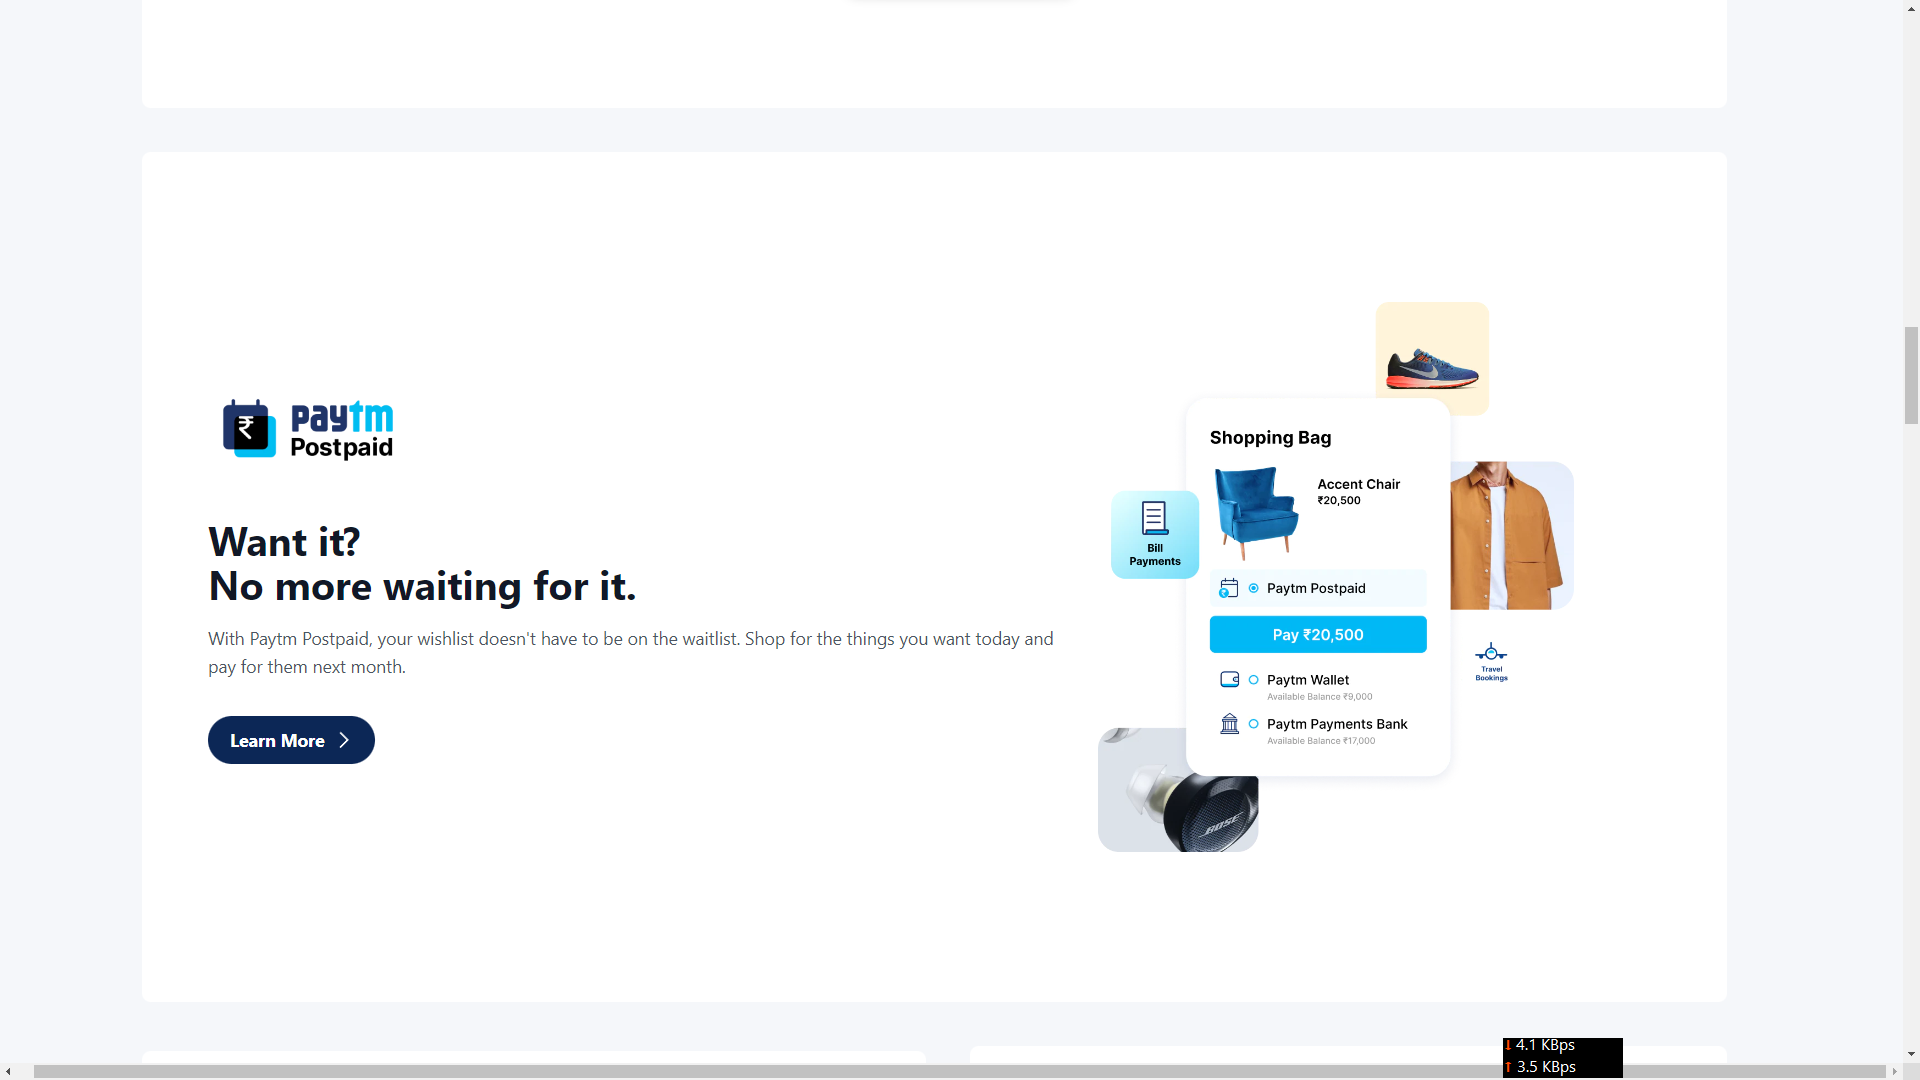 paytm
Postpaid
Want it?
No more waiting for it.
With Paytm Postpaid, your wishlist doesn't have to be on the waitlist. Shop for the things you want today and
pay for them next month.
Learn More
Shopping Bag
Accent Chair
₹20,500
Bill
Payments
Paytm Postpaid
Pay ₹20,500
Paytm Wallet
Available Balance ₹9,000
Paytm Payments Bank
Available Balance ₹17,000
Travel
Bookings
BOSE
4.1 KBps
3.5 KBps